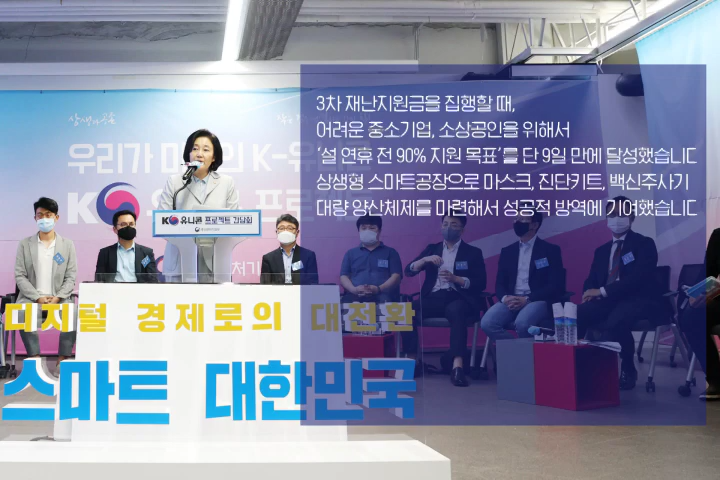 3차 재난지원금을 집행할 때,
어려운 중소기업, 소상공인을 위해서
‘설 연휴 전 90% 지원 목표’를 단 9일 만에 달성했습니다
상생형 스마트공장으로 마스크, 진단키트, 백신주사기
대량 양산체제를 마련해서 성공적 방역에 기여했습니다
상생과 공존
우리가 K-유
K
K 유니콘 프로젝트 간담회
디지털 경제로의 대전환
스마트 대한민국